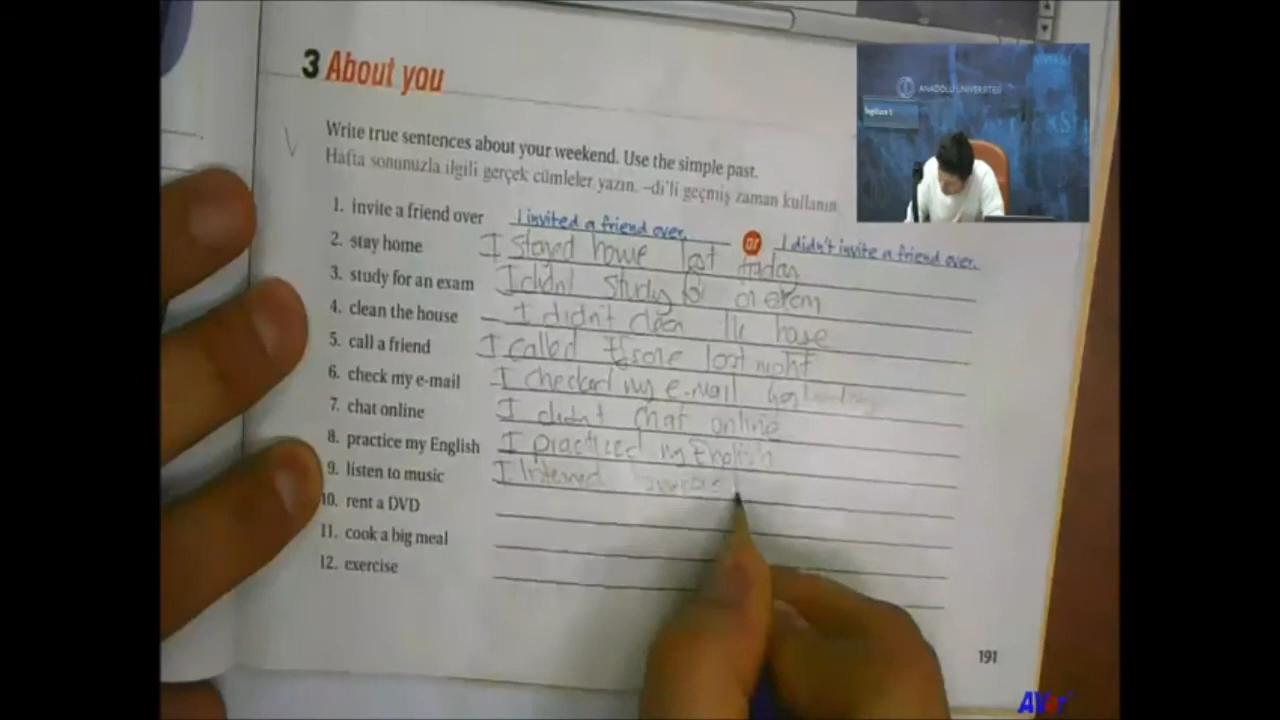 3 About you
Write true sentences about your weekend. Use the simple past.
Hafta sonunuzla ilgili gerçek cümleler yazın. –di'li geçmiş zaman kullanın
1. invite a friend over I invited a friend over. or I didn't invite a friend over.
2. stay home I stayed home last friday
3. study for an exam I didn't study for an exam
4. clean the house I didn't clean the house
5. call a friend I called last night
6. check my e-mail I checked my e-mail
7. chat online I didn't chat online
8. practice my English I practiced my English
9. listen to music I
10. rent a DVD
11. cook a big meal
12. exercise
191
ANADOLU ÜNİVERSİTESİ
İngilizce 1